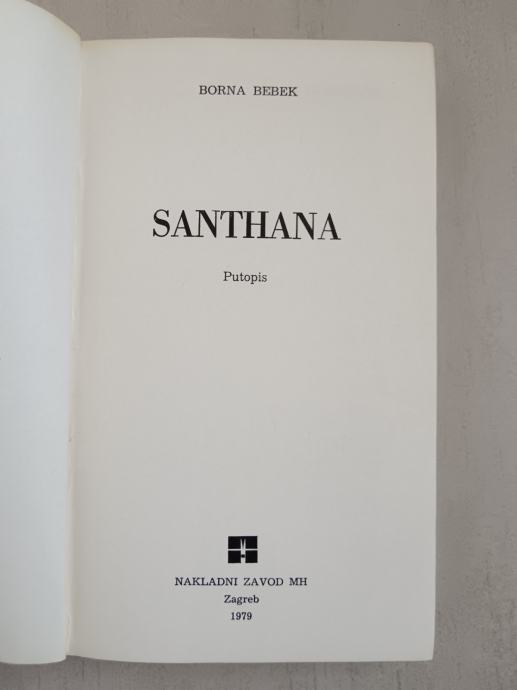 BORNA BEBEK
SANTHANA
Putopis
NAKLADNI ZAVOD MH
Zagreb
1979